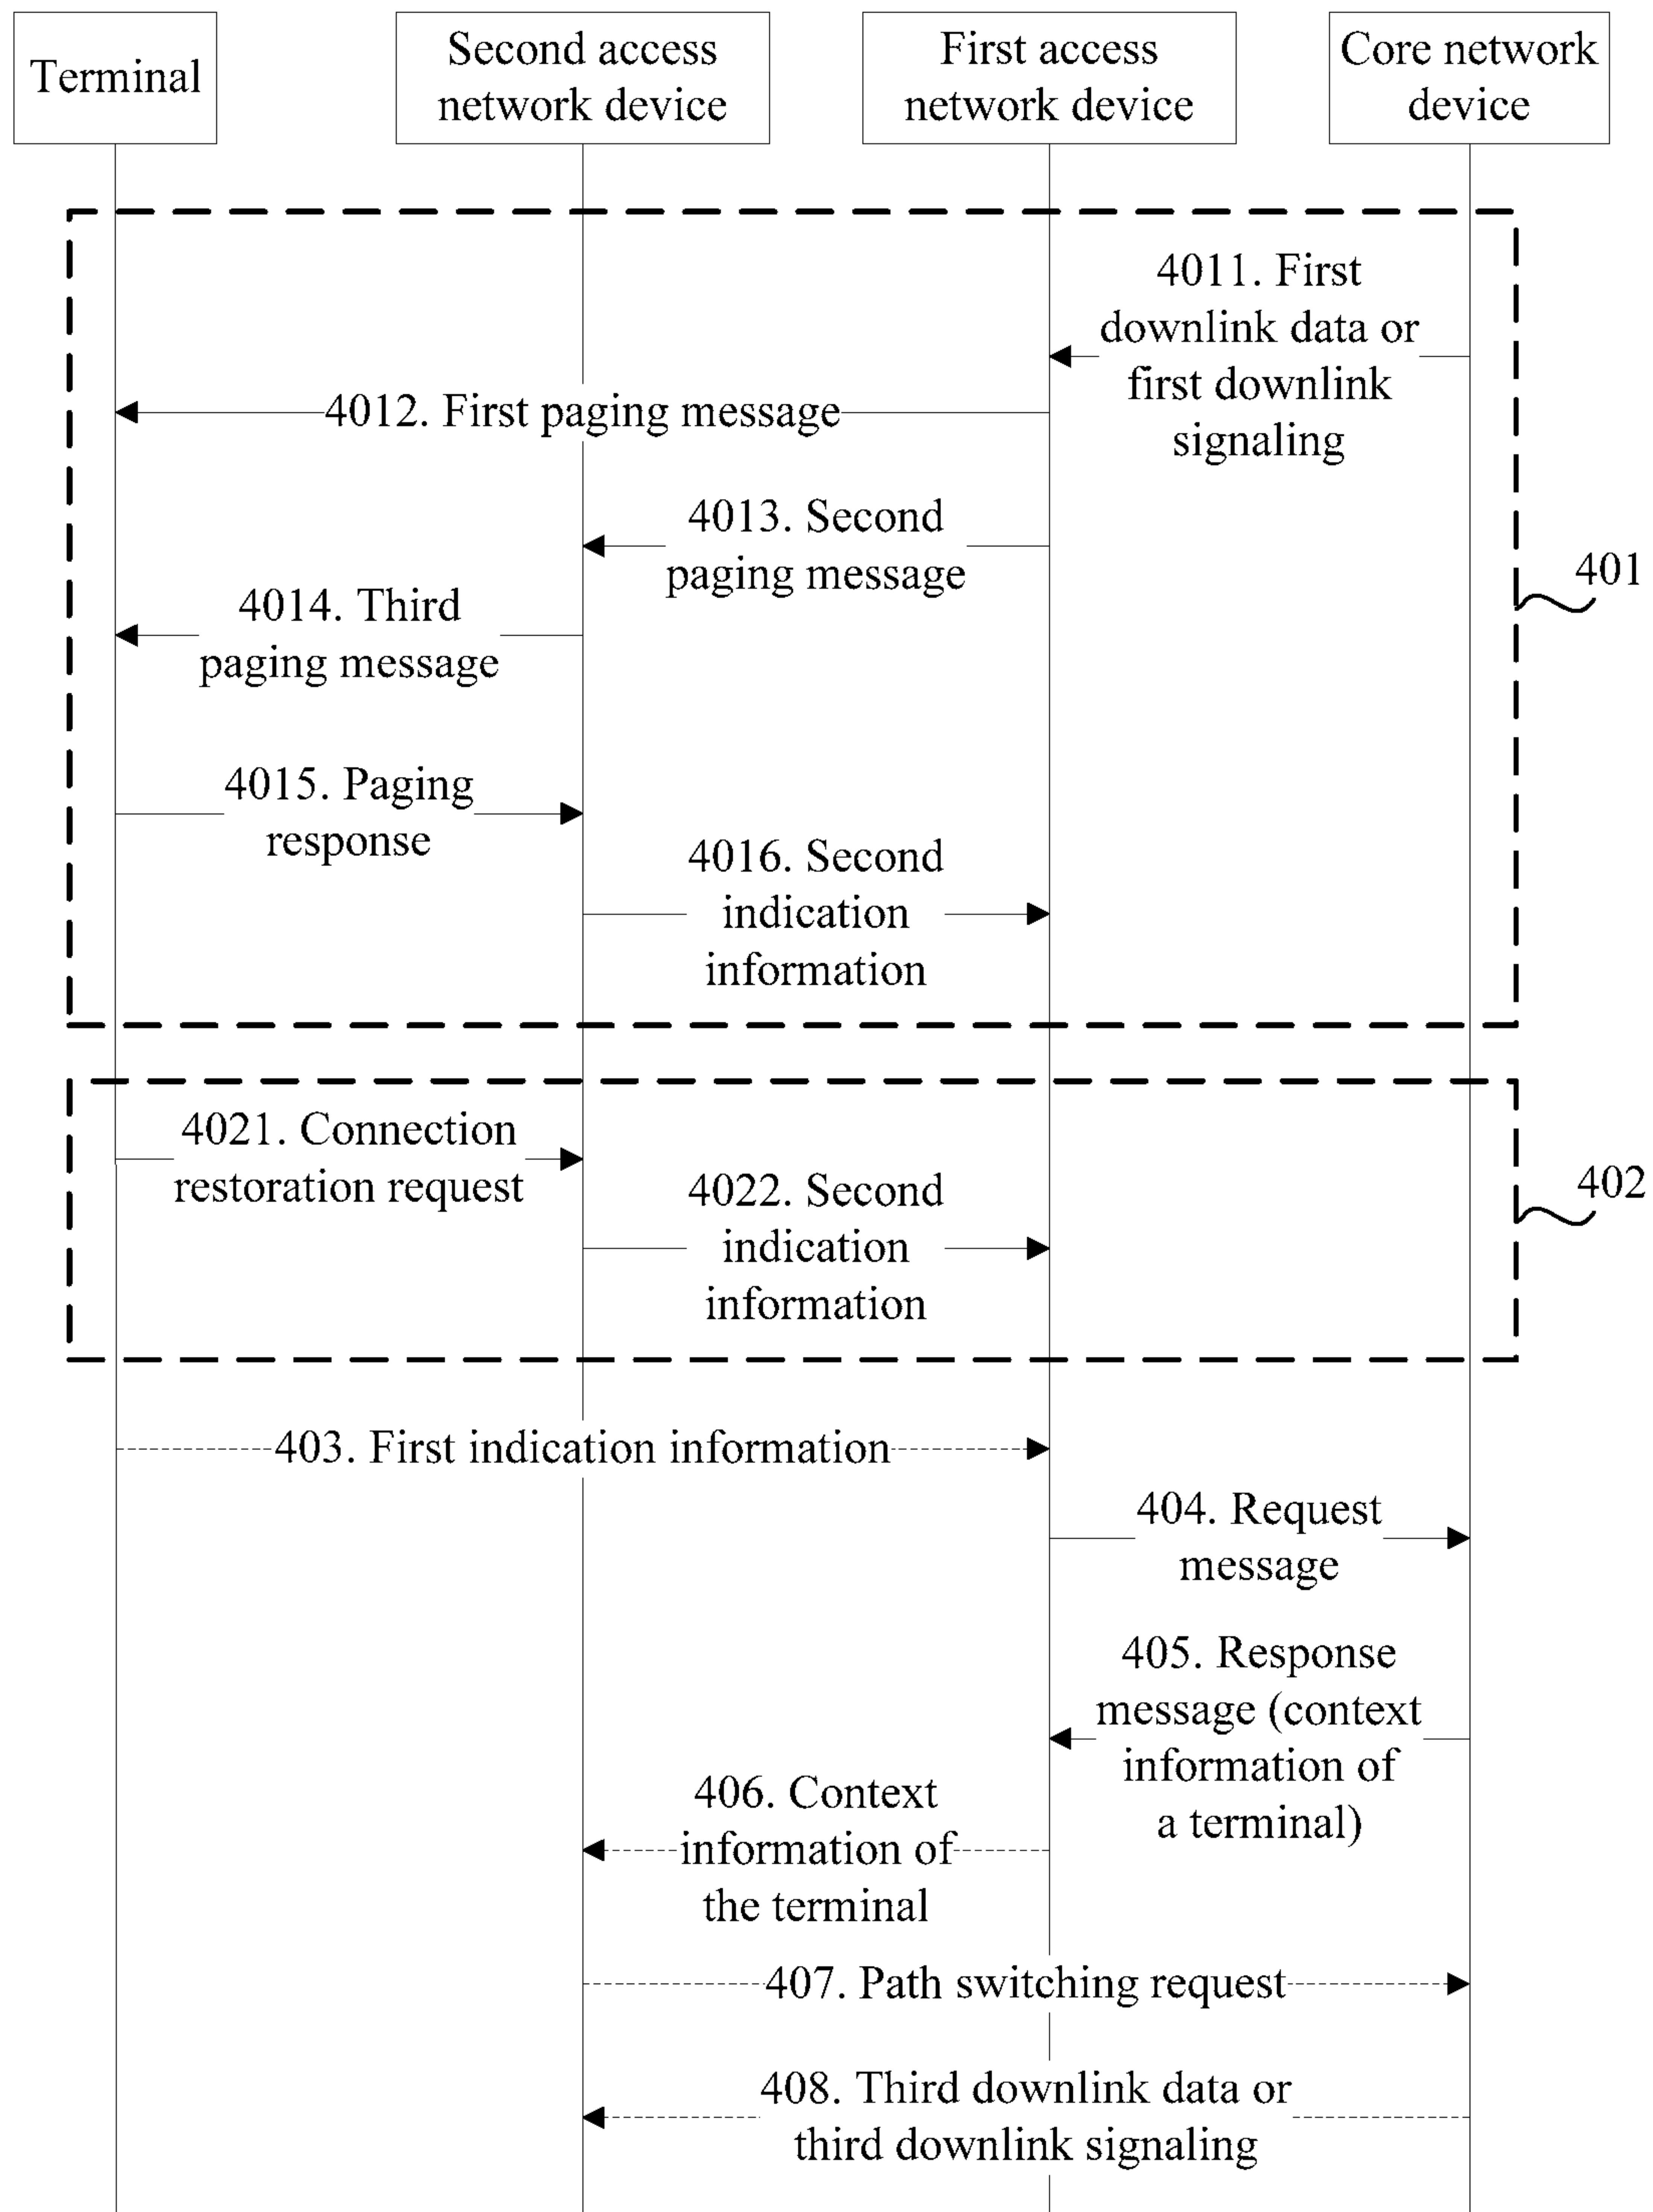 Terminal
Second access
network device
First access
network device
Core network
device
4011. First
downlink data or
first downlink
signaling
4012. First paging message
4013. Second
paging message
401
4014. Third
paging message
4015. Paging
response
4016. Second
indication
information
4021. Connection
restoration request
402
4022. Second
indication
information
403. First indication information
404. Request
message
405. Response
message (context
information of
a terminal)
406. Context
information of
the terminal
407. Path switching request
408. Third downlink data or
third downlink signaling